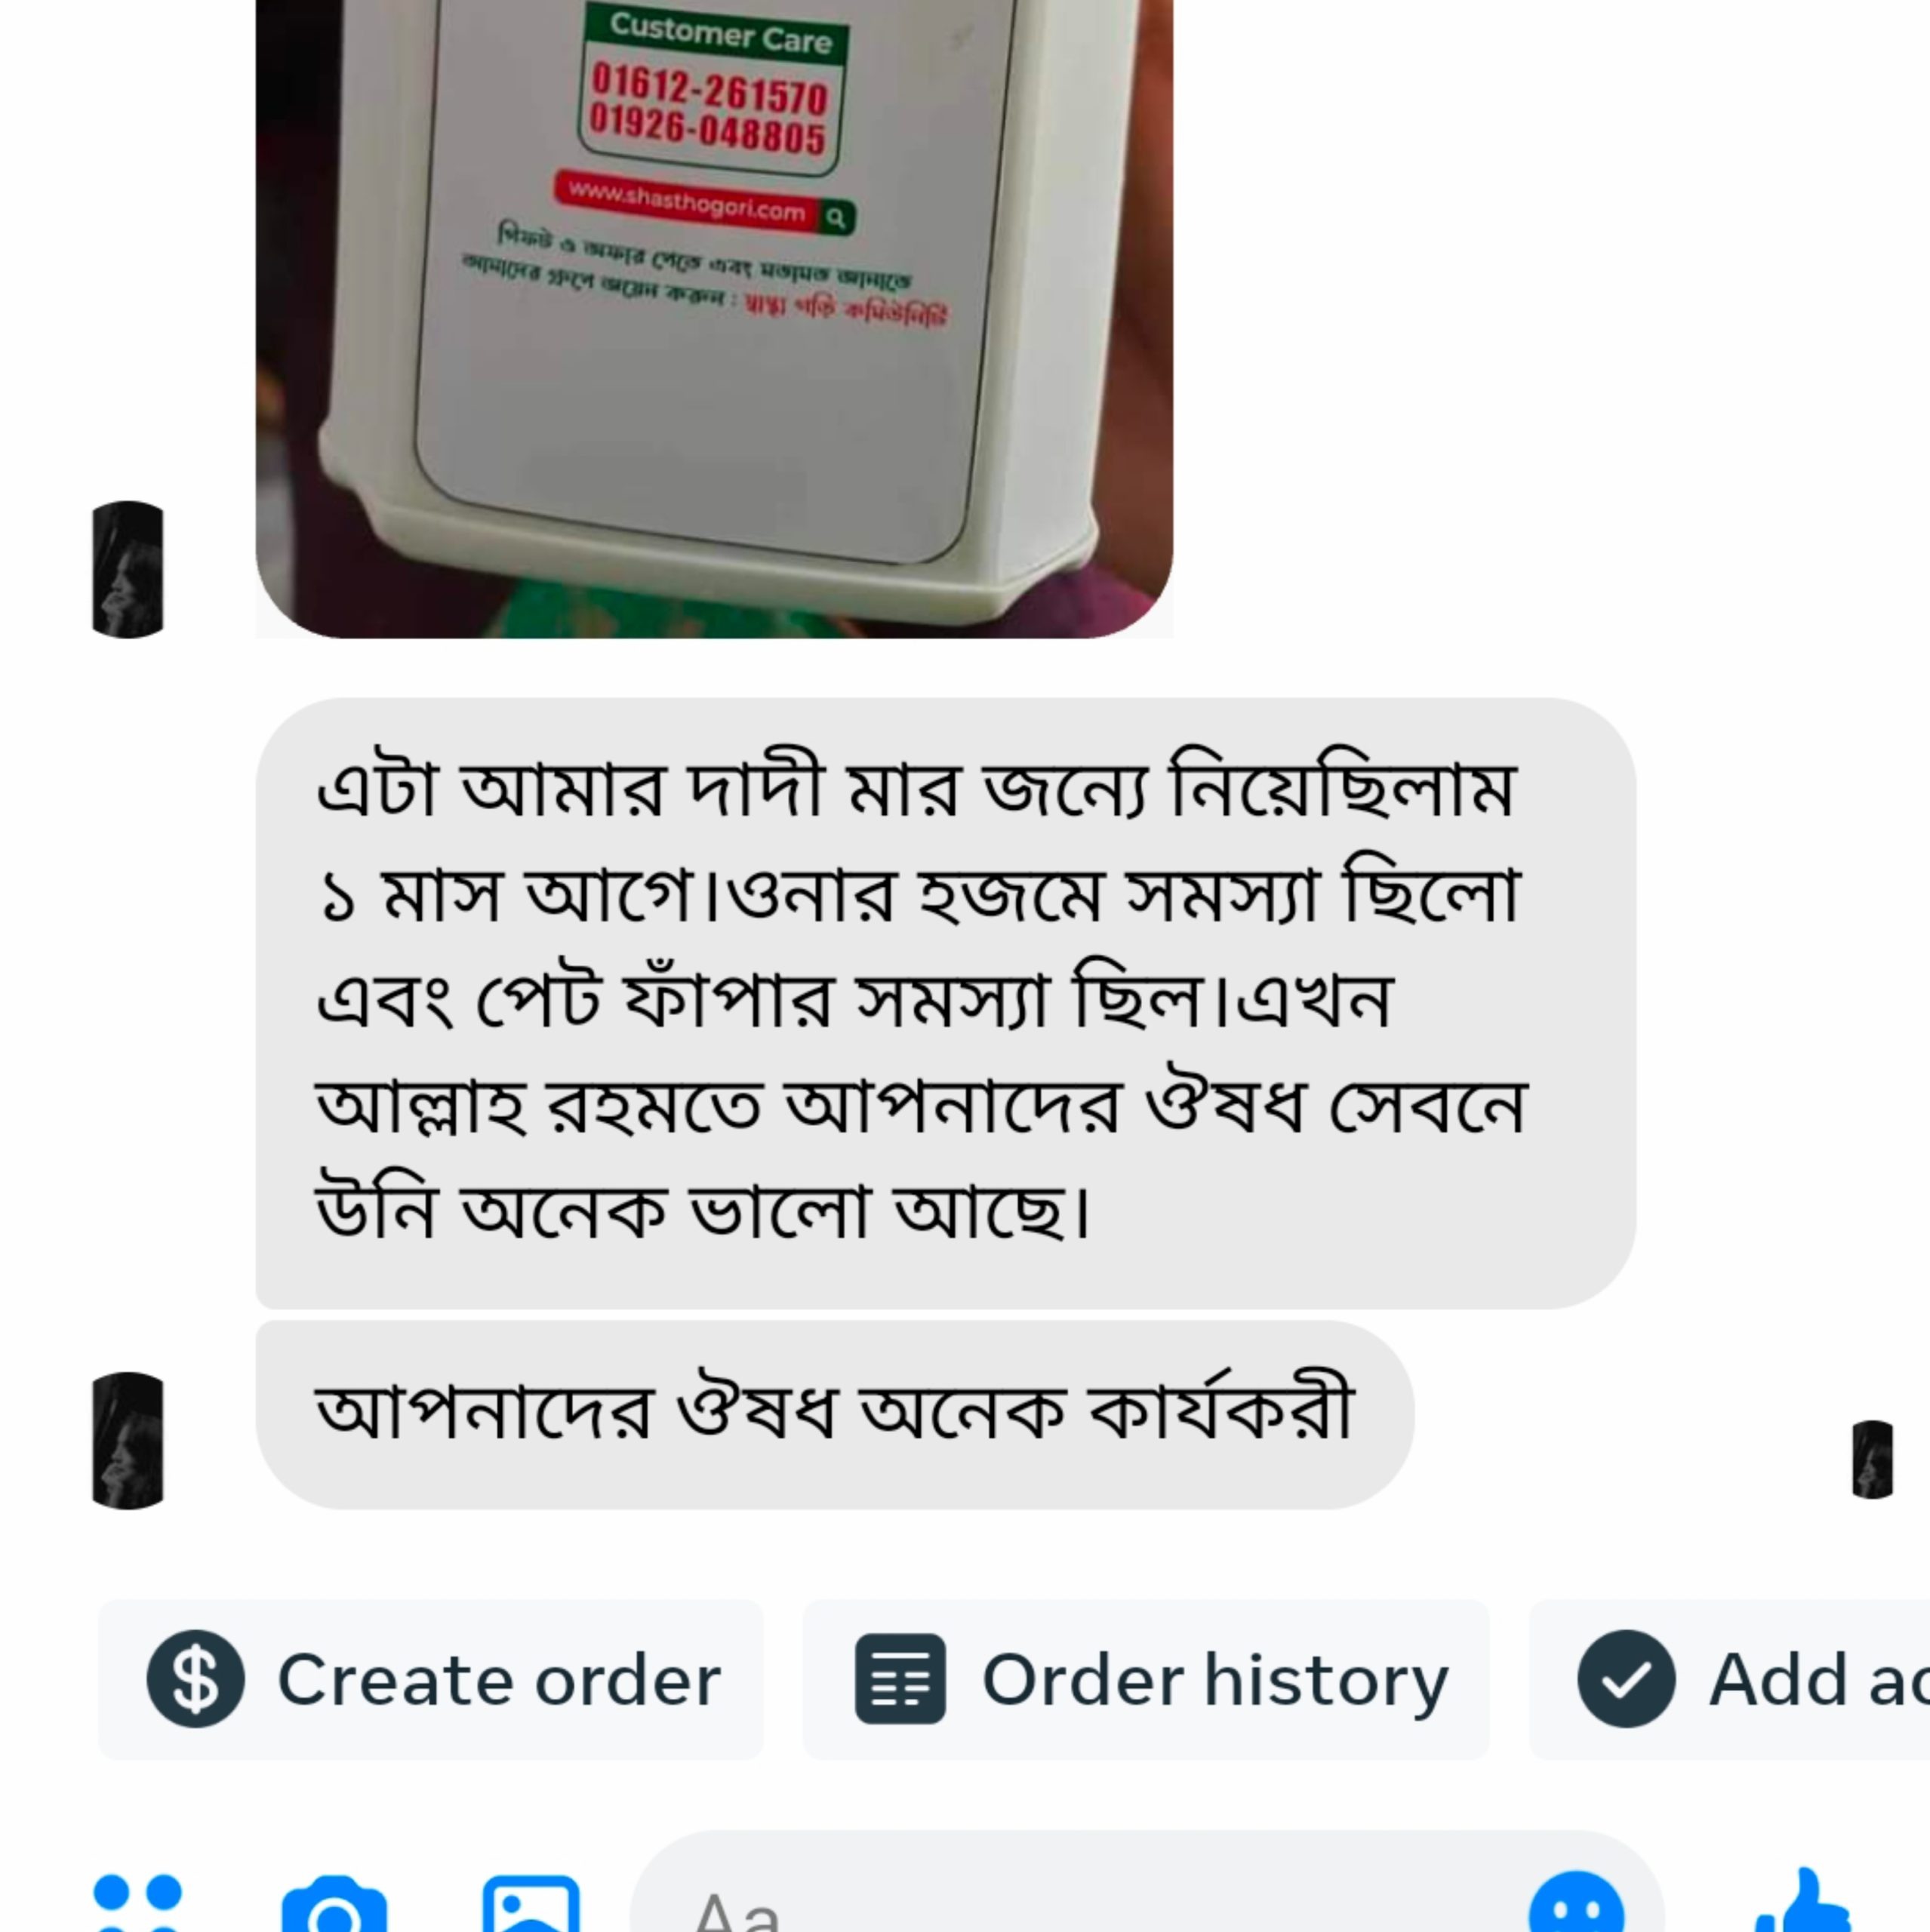 Customer Care
01612-261570
01926-048805
www.shasthogori.com
গিফট ও অফার পেতে এবং মতামত জানাতে
আমাদের গ্রুপে জয়েন করুন : স্বাস্থ্য গড়ি কমিউনিটি
এটা আমার দাদী মার জন্যে নিয়েছিলাম
১ মাস আগে।ওনার হজমে সমস্যা ছিলো
এবং পেট ফাঁপার সমস্যা ছিল।এখন
আল্লাহ রহমতে আপনাদের ঔষধ সেবনে
উনি অনেক ভালো আছে।
আপনাদের ঔষধ অনেক কার্যকরী
Create order
Order history
Add
Aa